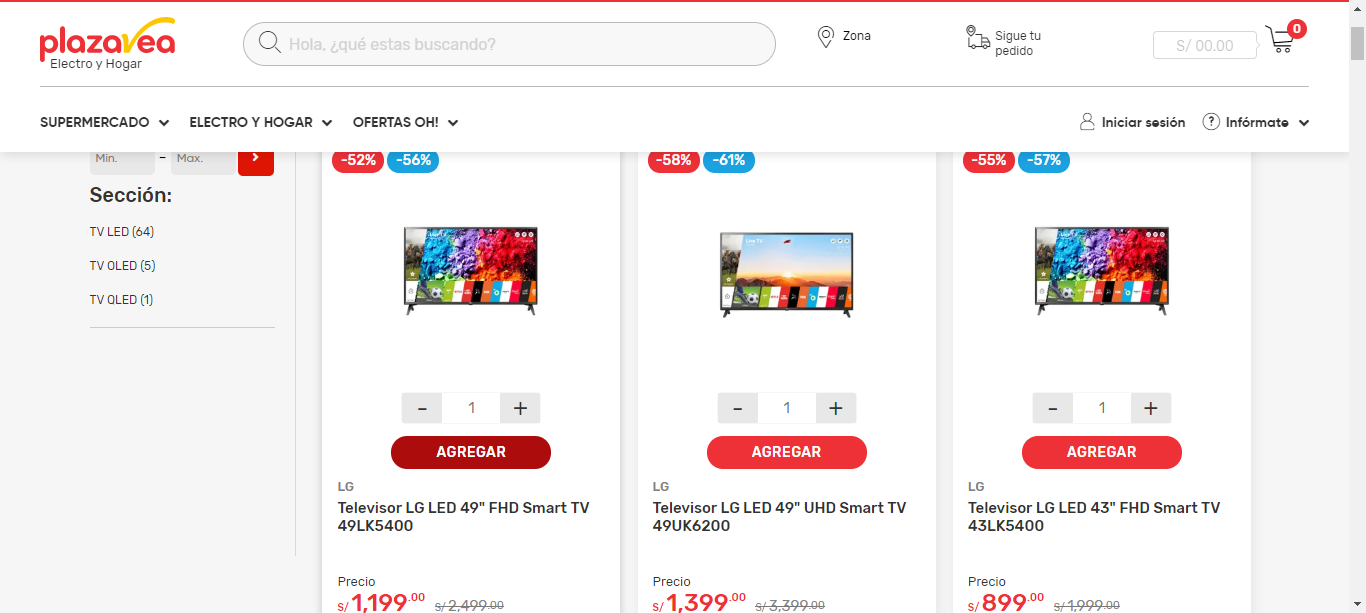 plazavea
Electro y Hogar
Hola, ¿qué estas buscando?
Zona
Sigue tu
pedido
S/ 00.00
0
SUPERMERCADO
ELECTRO Y HOGAR
OFERTAS OH!
Iniciar sesión
Infórmate
Min. – Max.
Sección:
TV LED (64)
TV OLED (5)
TV QLED (1)
-52% -56%
- 1 +
AGREGAR
LG
Televisor LG LED 49" FHD Smart TV
49LK5400
Precio
S/ 1,199.00 S/ 2,499.00
-58% -61%
- 1 +
AGREGAR
LG
Televisor LG LED 49" UHD Smart TV
49UK6200
Precio
S/ 1,399.00 S/ 3,399.00
-55% -57%
- 1 +
AGREGAR
LG
Televisor LG LED 43" FHD Smart TV
43LK5400
Precio
S/ 899.00 S/ 1,999.00